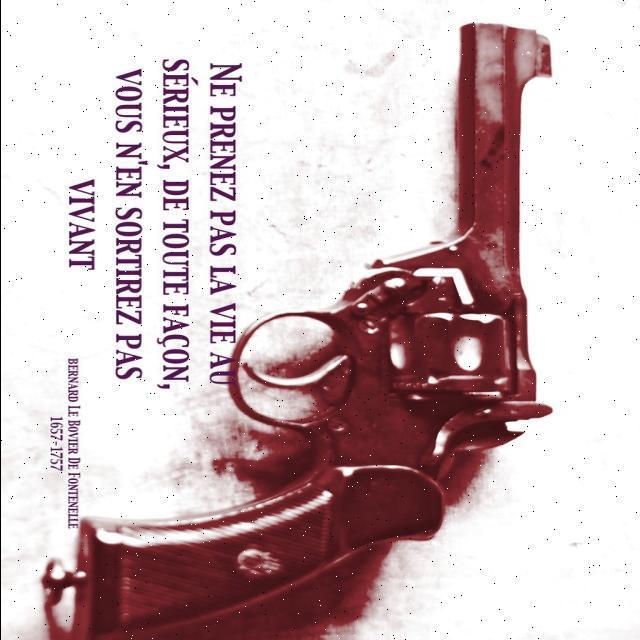 NE PRENEZ PAS LA VIE AU
SÉRIEUX, DE TOUTE FAÇON,
VOUS N'EN SORTIREZ PAS
VIVANT
BERNARD LE BOVIER DE FONTENELLE
1657-1757